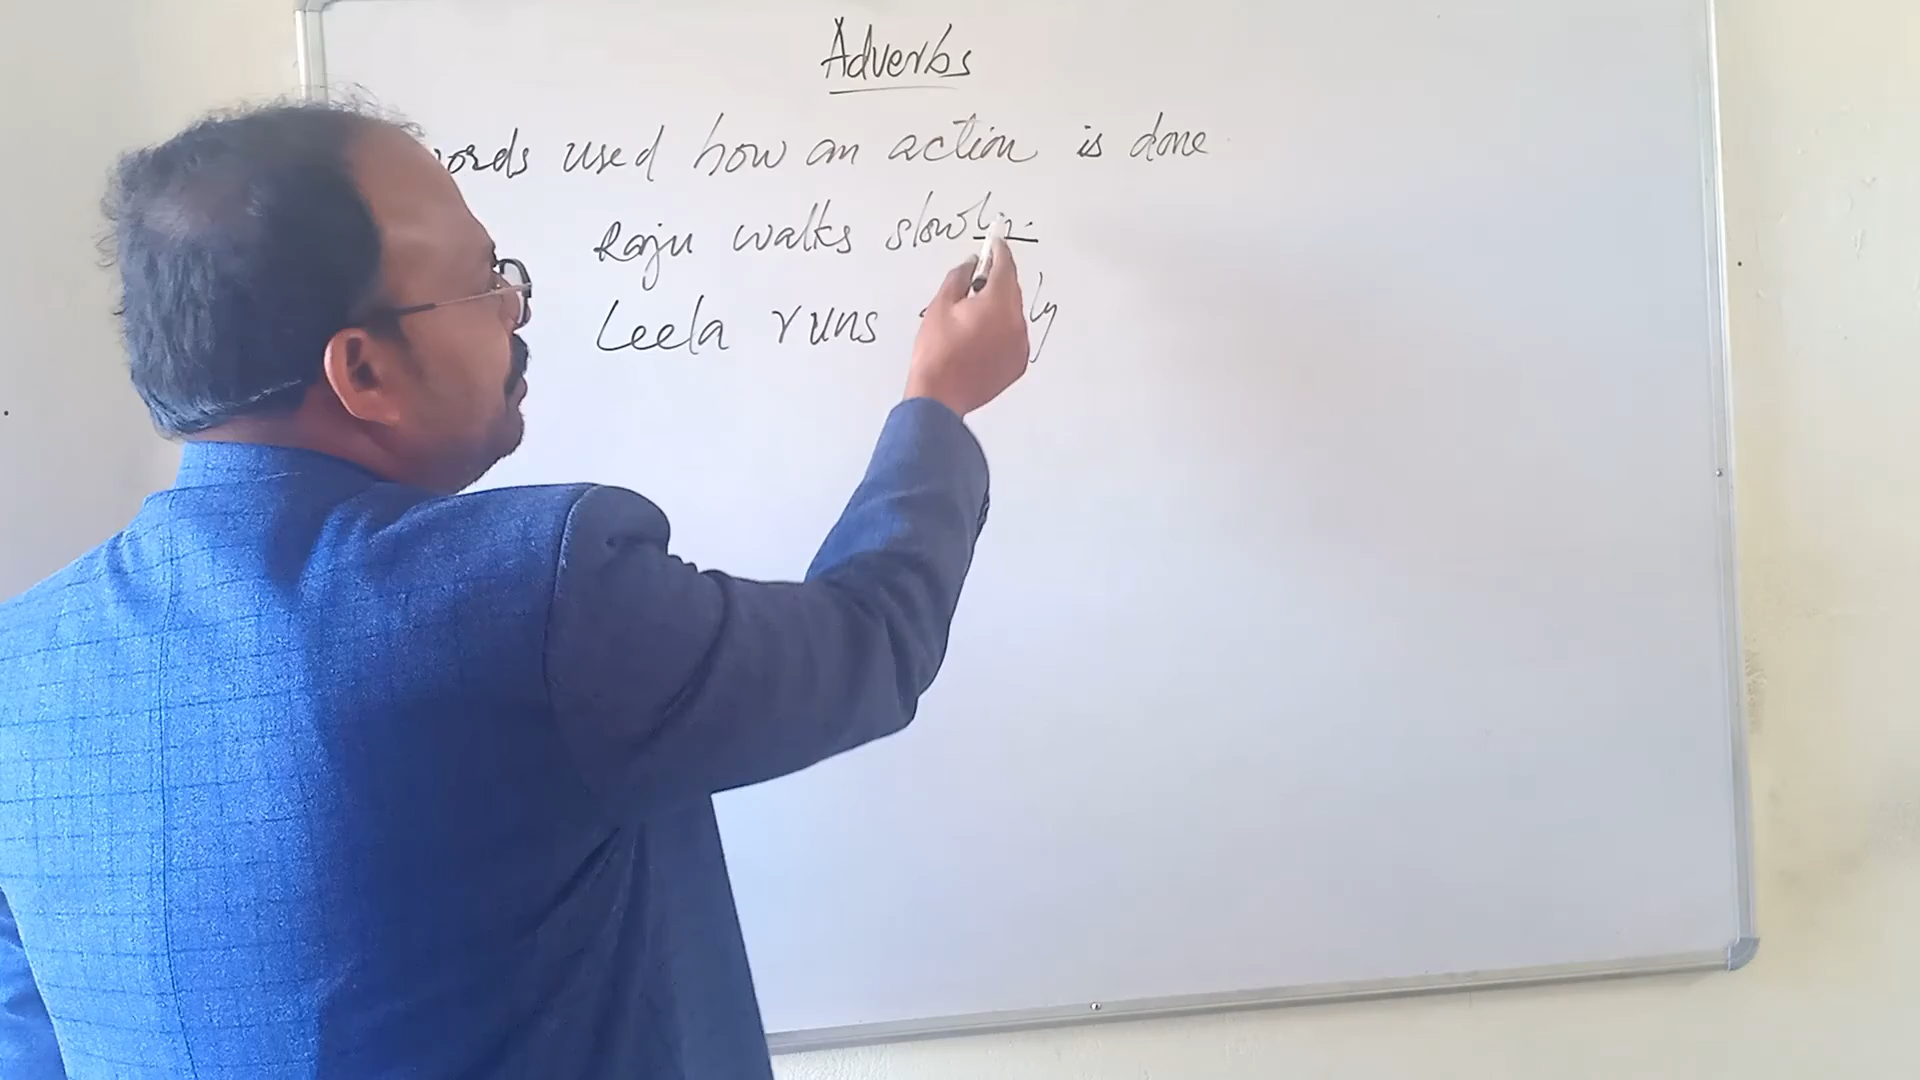 Adverbs
words used how an action is done
Raju walks slowly.
Leela runs